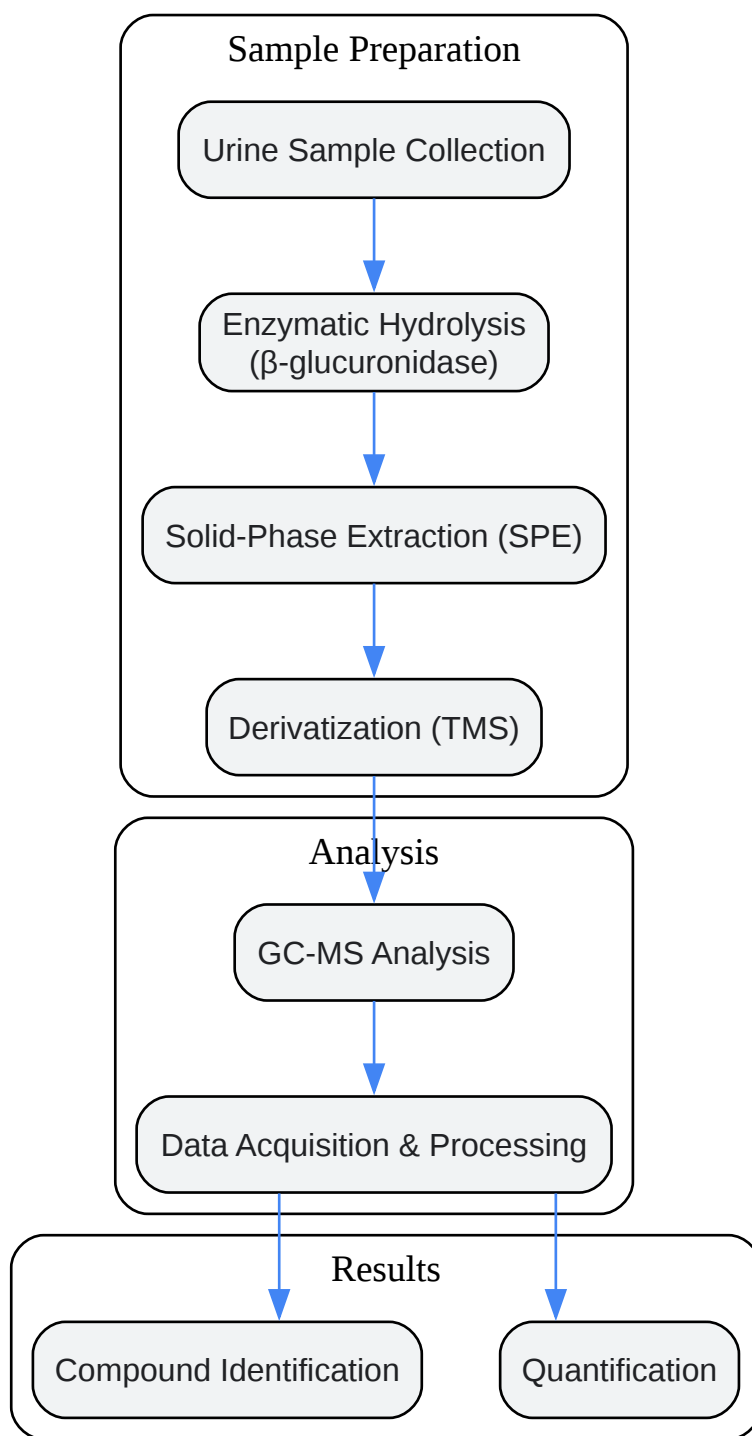 Sample Preparation
Urine Sample Collection
Enzymatic Hydrolysis
(β-glucuronidase)
Solid-Phase Extraction (SPE)
Derivatization (TMS)
Analysis
GC-MS Analysis
Data Acquisition & Processing
Results
Compound Identification
Quantification